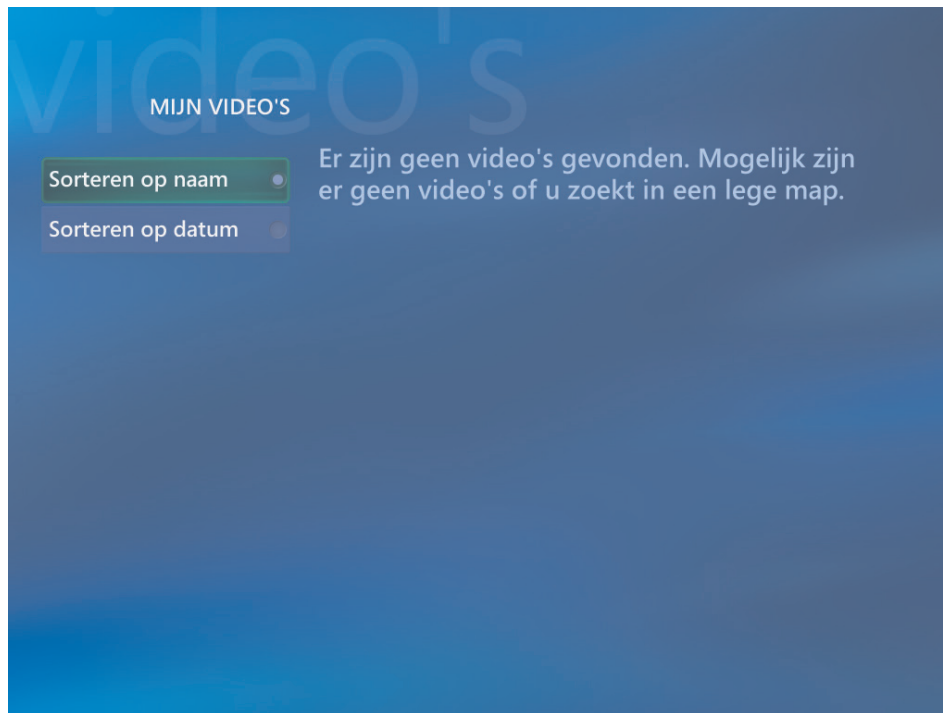 video's
MIJN VIDEO'S
Sorteren op naam
Sorteren op datum
Er zijn geen video's gevonden. Mogelijk zijn
er geen video's of u zoekt in een lege map.